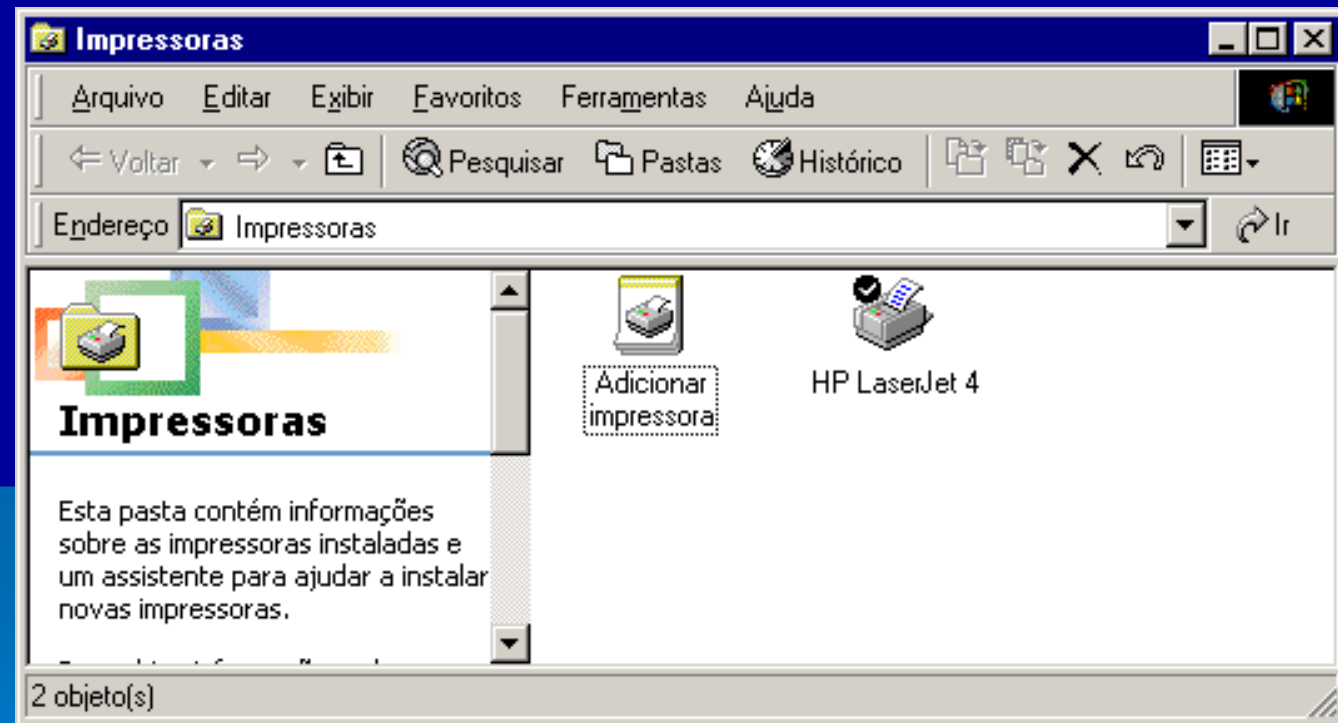 Impressoras
Arquivo Editar Exibir Favoritos Ferramentas Ajuda
Voltar Pesquisar Pastas Histórico
Endereço Impressoras Ir
Impressoras
Esta pasta contém informações
sobre as impressoras instaladas e
um assistente para ajudar a instalar
novas impressoras.
Adicionar
impressora
HP LaserJet 4
2 objeto(s)